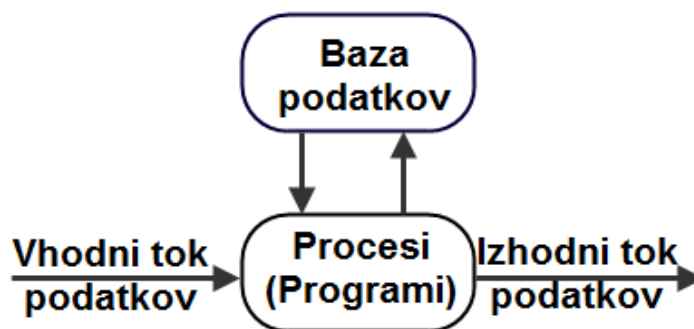 Baza
podatkov
Vhodni tok
podatkov
Procesi
(Programi)
Izhodni tok
podatkov